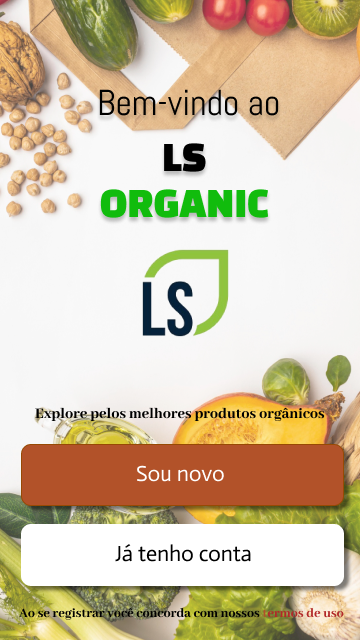 Bem-vindo ao
LS
ORGANIC
LS
Explore pelos melhores produtos orgânicos
Sou novo
Já tenho conta
Ao se registrar você concorda com nossos termos de uso